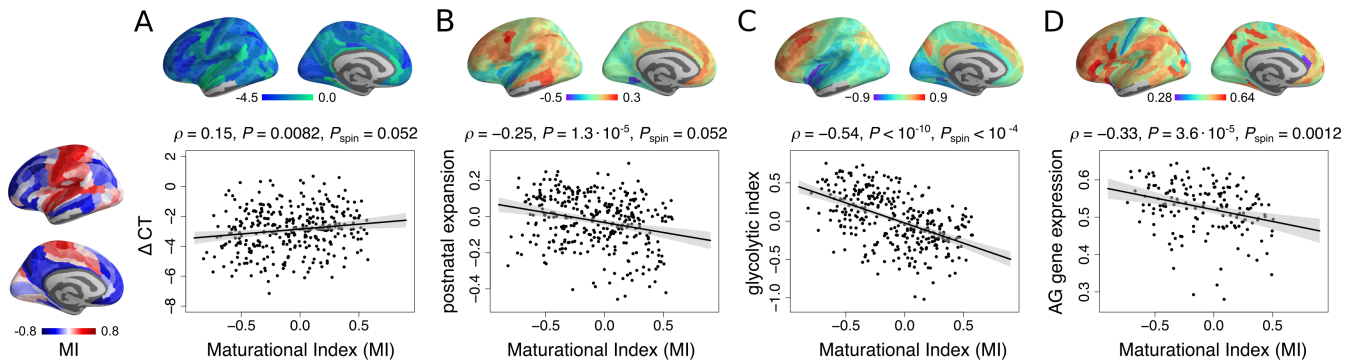 A
B
C
D
-4.5 0.0
-0.5 0.3
−0.9 0.9
0.28 0.64
ρ = 0.15, P = 0.0082, Pspin = 0.052
ρ = −0.25, P = 1.3 · 10-5, Pspin = 0.052
ρ = −0.54, P < 10-10, Pspin < 10-4
ρ = −0.33, P = 3.6 · 10-5, Pspin = 0.0012
-0.8 0.8
MI
Δ CT
2
0
−2
−4
−6
−8
−0.5 0.0 0.5
Maturational Index (MI)
postnatal expansion
0.2
0.0
−0.2
−0.4
−0.5 0.0 0.5
Maturational Index (MI)
glycolytic index
0.5
0.0
−0.5
−1.0
−0.5 0.0 0.5
Maturational Index (MI)
AG gene expression
0.6
0.5
0.4
0.3
−0.5 0.0 0.5
Maturational Index (MI)